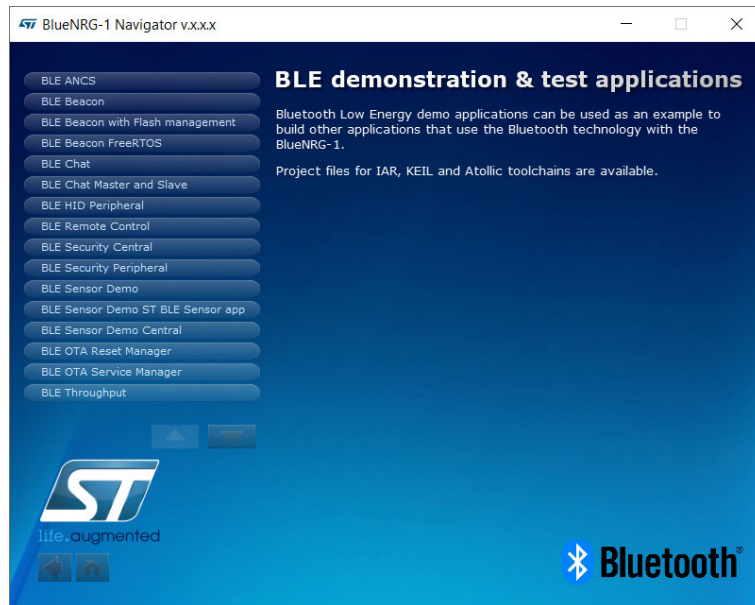 BlueNRG-1 Navigator v.x.x.x
BLE ANCS
BLE Beacon
BLE Beacon with Flash management
BLE Beacon FreeRTOS
BLE Chat
BLE Chat Master and Slave
BLE HID Peripheral
BLE Remote Control
BLE Security Central
BLE Security Peripheral
BLE Sensor Demo
BLE Sensor Demo ST BLE Sensor app
BLE Sensor Demo Central
BLE OTA Reset Manager
BLE OTA Service Manager
BLE Throughput
BLE demonstration & test applications
Bluetooth Low Energy demo applications can be used as an example to
build other applications that use the Bluetooth technology with the
BlueNRG-1.
Project files for IAR, KEIL and Atollic toolchains are available.
ST
life.augmented
Bluetooth®